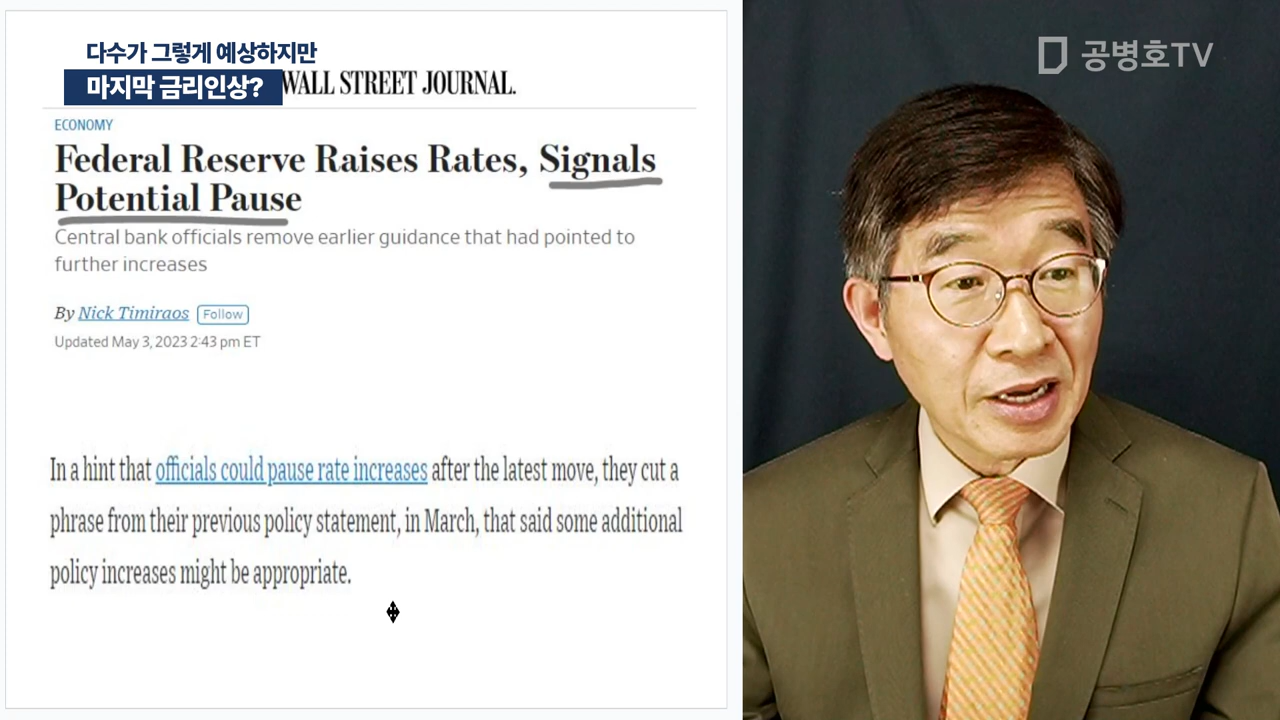 다수가 그렇게 예상하지만
마지막 금리인상?
WALL STREET JOURNAL.
공병호TV
ECONOMY
Federal Reserve Raises Rates, Signals
Potential Pause
Central bank officials remove earlier guidance that had pointed to
further increases
By Nick Timiraos Follow
Updated May 3, 2023 2:43 pm ET
In a hint that officials could pause rate increases after the latest move, they cut a
phrase from their previous policy statement, in March, that said some additional
policy increases might be appropriate.